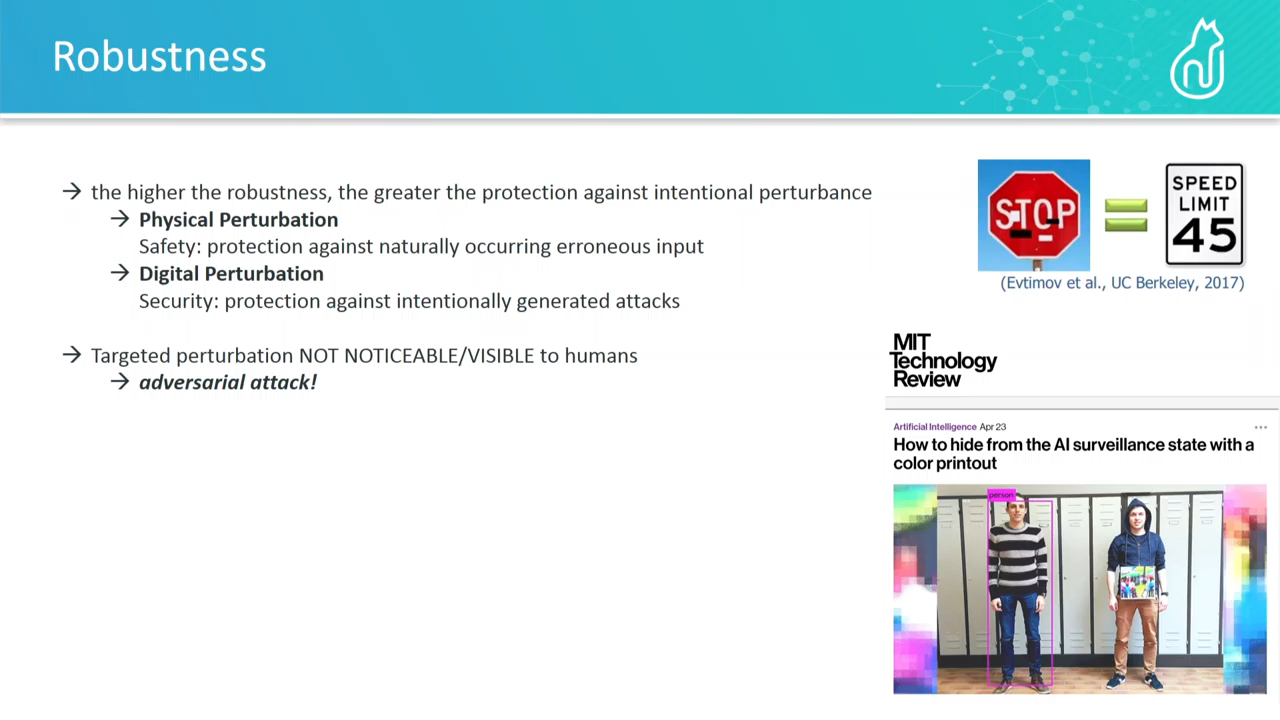 Robustness
→ the higher the robustness, the greater the protection against intentional perturbance
→ Physical Perturbation
Safety: protection against naturally occurring erroneous input
→ Digital Perturbation
Security: protection against intentionally generated attacks
→ Targeted perturbation NOT NOTICEABLE/VISIBLE to humans
→ adversarial attack!
STOP
SPEED
LIMIT
45
(Evtimov et al., UC Berkeley, 2017)
MIT
Technology
Review
Artificial Intelligence Apr 23
How to hide from the AI surveillance state with a
color printout
person